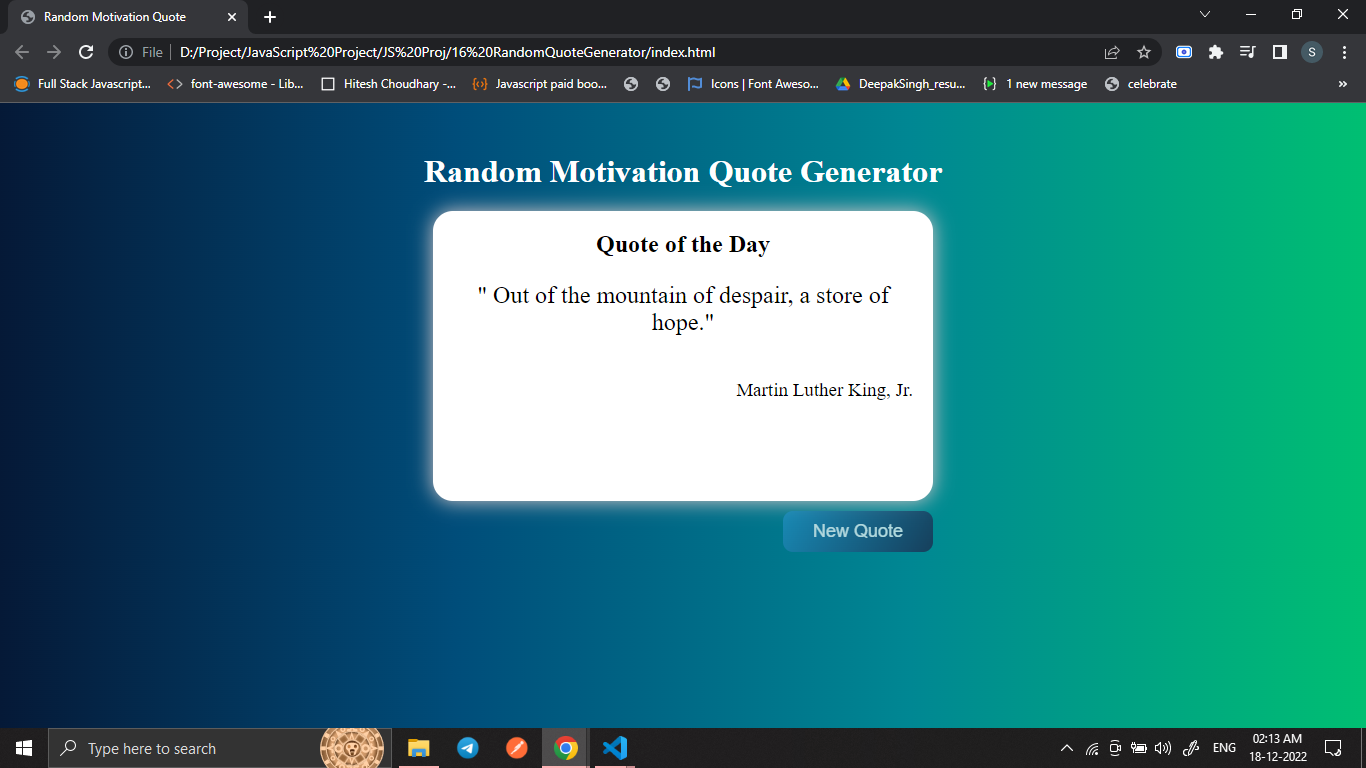 Random Motivation Quote
File D:/Project/JavaScript%20Project/JS%20Proj/16%20RandomQuoteGenerator/index.html S
Full Stack Javascript... font-awesome - Lib... Hitesh Choudhary -... Javascript paid boo... Icons | Font Aweso... DeepakSingh_resu... 1 new message celebrate »
Random Motivation Quote Generator
Quote of the Day
" Out of the mountain of despair, a store of
hope."
Martin Luther King, Jr.
New Quote
Type here to search ENG 02:13 AM
18-12-2022